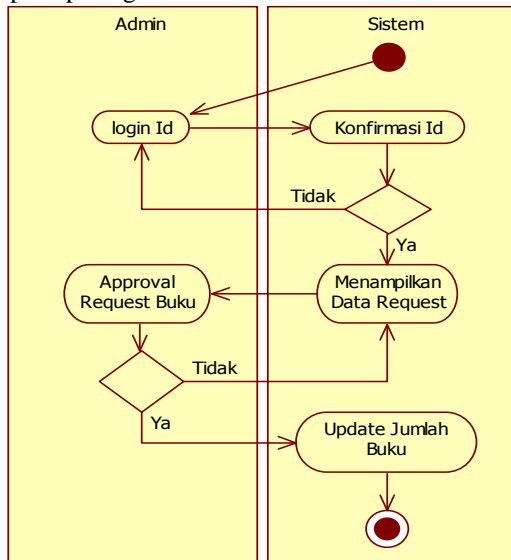 Admin
Sistem
login Id
Konfirmasi Id
Tidak
Ya
Approval
Request Buku
Menampilkan
Data Request
Tidak
Ya
Update Jumlah
Buku